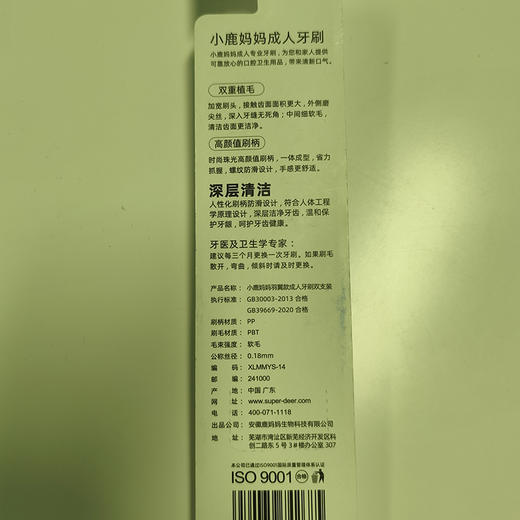 小鹿妈妈成人牙刷
小鹿妈妈成人专业牙刷，为您和家人提供
可靠放心的口腔卫生用品，带来清新口气。
双重植毛
加宽刷头，接触齿面面积更大，外侧磨
尖丝，深入牙缝无死角；中间细软毛，
清洁齿面更洁净。
高颜值刷柄
时尚珠光高颜值刷柄，一体成型，省力
抓握，螺纹防滑设计，手感更舒适。
深层清洁
人性化刷柄防滑设计，符合人体工程
学原理设计，深层洁净牙齿，温和保
护牙龈，呵护牙齿健康。
牙医及卫生学专家：
建议每三个月更换一次牙刷。如果刷毛
散开，弯曲，倾斜时请及时更换。
产品名称： 小鹿妈妈羽翼款成人牙刷双支装
执行标准： GB30003-2013 合格
GB39669-2020 合格
刷柄材质： PP
刷毛材质： PBT
毛束强度： 软毛
公称丝径： 0.18mm
编 码： XLMMYS-14
邮 编： 241000
产 地： 中国 广东
网 址： www.super-deer.com
电 话： 400-071-1118
出品公司： 安徽鹿妈妈生物科技有限公司
地 址： 芜湖市湾沚区新芜经济开发区科
创二路东 5 号 3#楼办公室 307
本公司已通过ISO9001国际质量管理体系认证
ISO 9001 合格